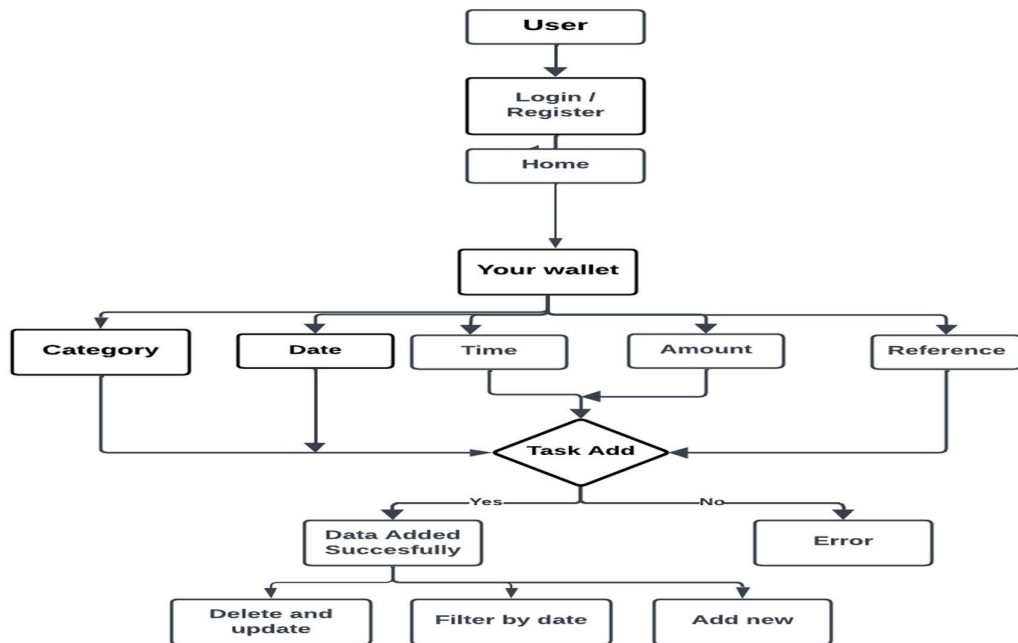 User
Login /
Register
Home
Your wallet
Category
Date
Time
Amount
Reference
Task Add
Yes
No
Data Added
Succesfully
Error
Delete and
update
Filter by date
Add new